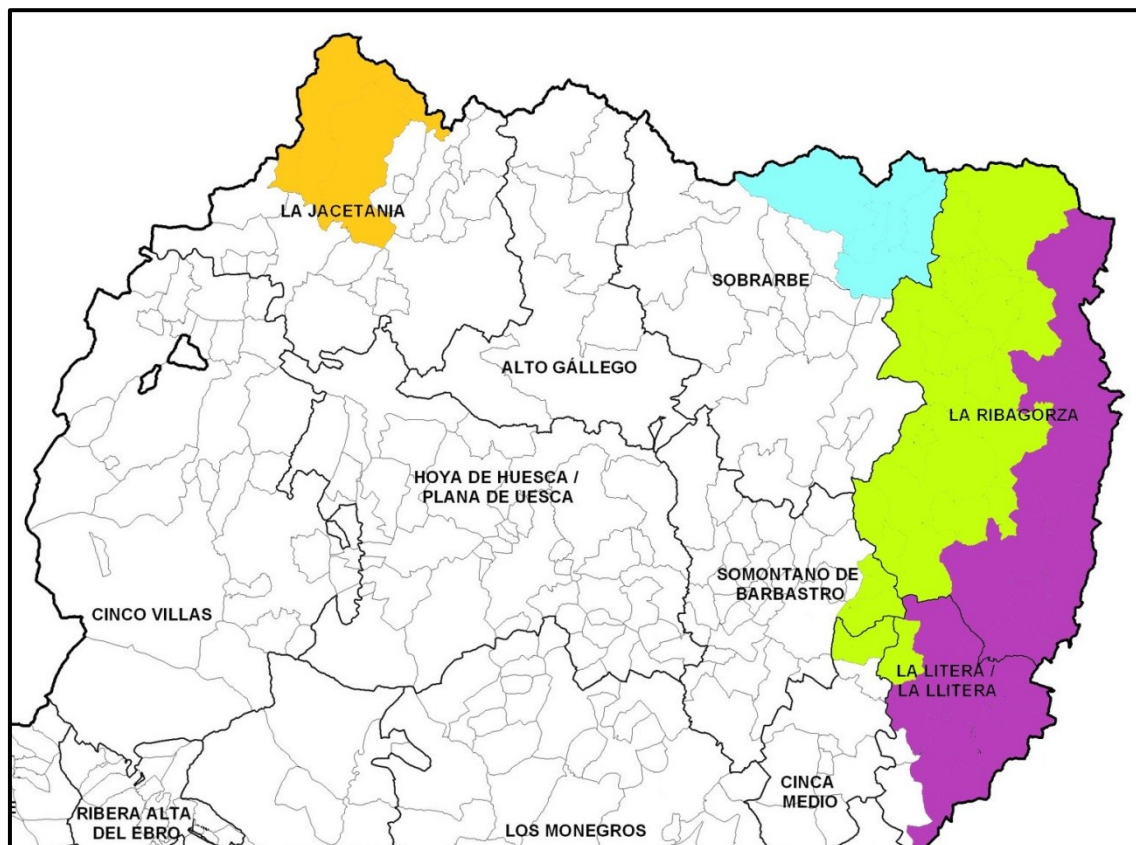 LA JACETANIA
SOBRARBE
ALTO GÁLLEGO
LA RIBAGORZA
HOYA DE HUESCA /
PLANA DE UESCA
SOMONTANO DE
BARBASTRO
CINCO VILLAS
LA LITERA /
LA LLITERA
CINCA
MEDIO
RIBERA ALTA
DEL EBRO
LOS MONEGROS